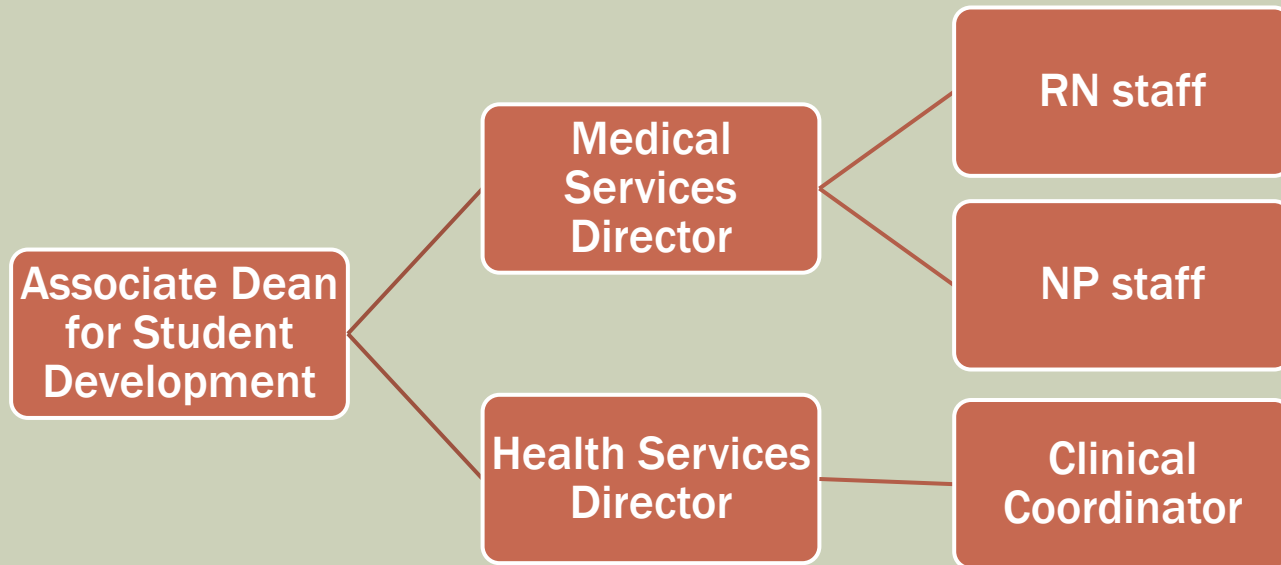 Associate Dean
for Student
Development
Medical
Services
Director
Health Services
Director
RN staff
NP staff
Clinical
Coordinator